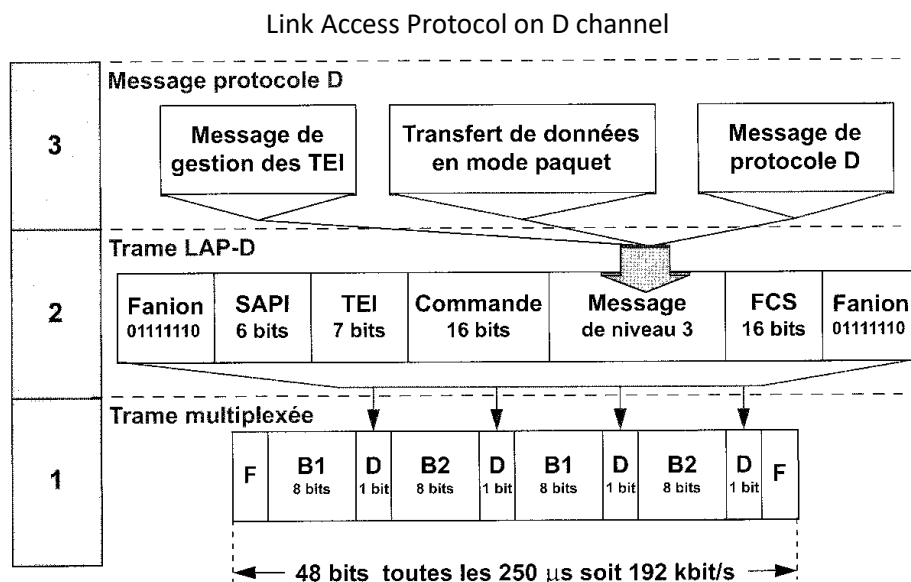 Link Access Protocol on D channel
Message protocole D
3
Message de
gestion des TEI
Transfert de données
en mode paquet
Message de
protocole D
Trame LAP-D
2
Fanion
01111110
SAPI
6 bits
TEI
7 bits
Commande
16 bits
Message
de niveau 3
FCS
16 bits
Fanion
01111110
Trame multiplexée
1
F
B1
8 bits
D
1 bit
B2
8 bits
D
1 bit
B1
8 bits
D
1 bit
B2
8 bits
D
1 bit
F
48 bits toutes les 250 µs soit 192 kbit/s